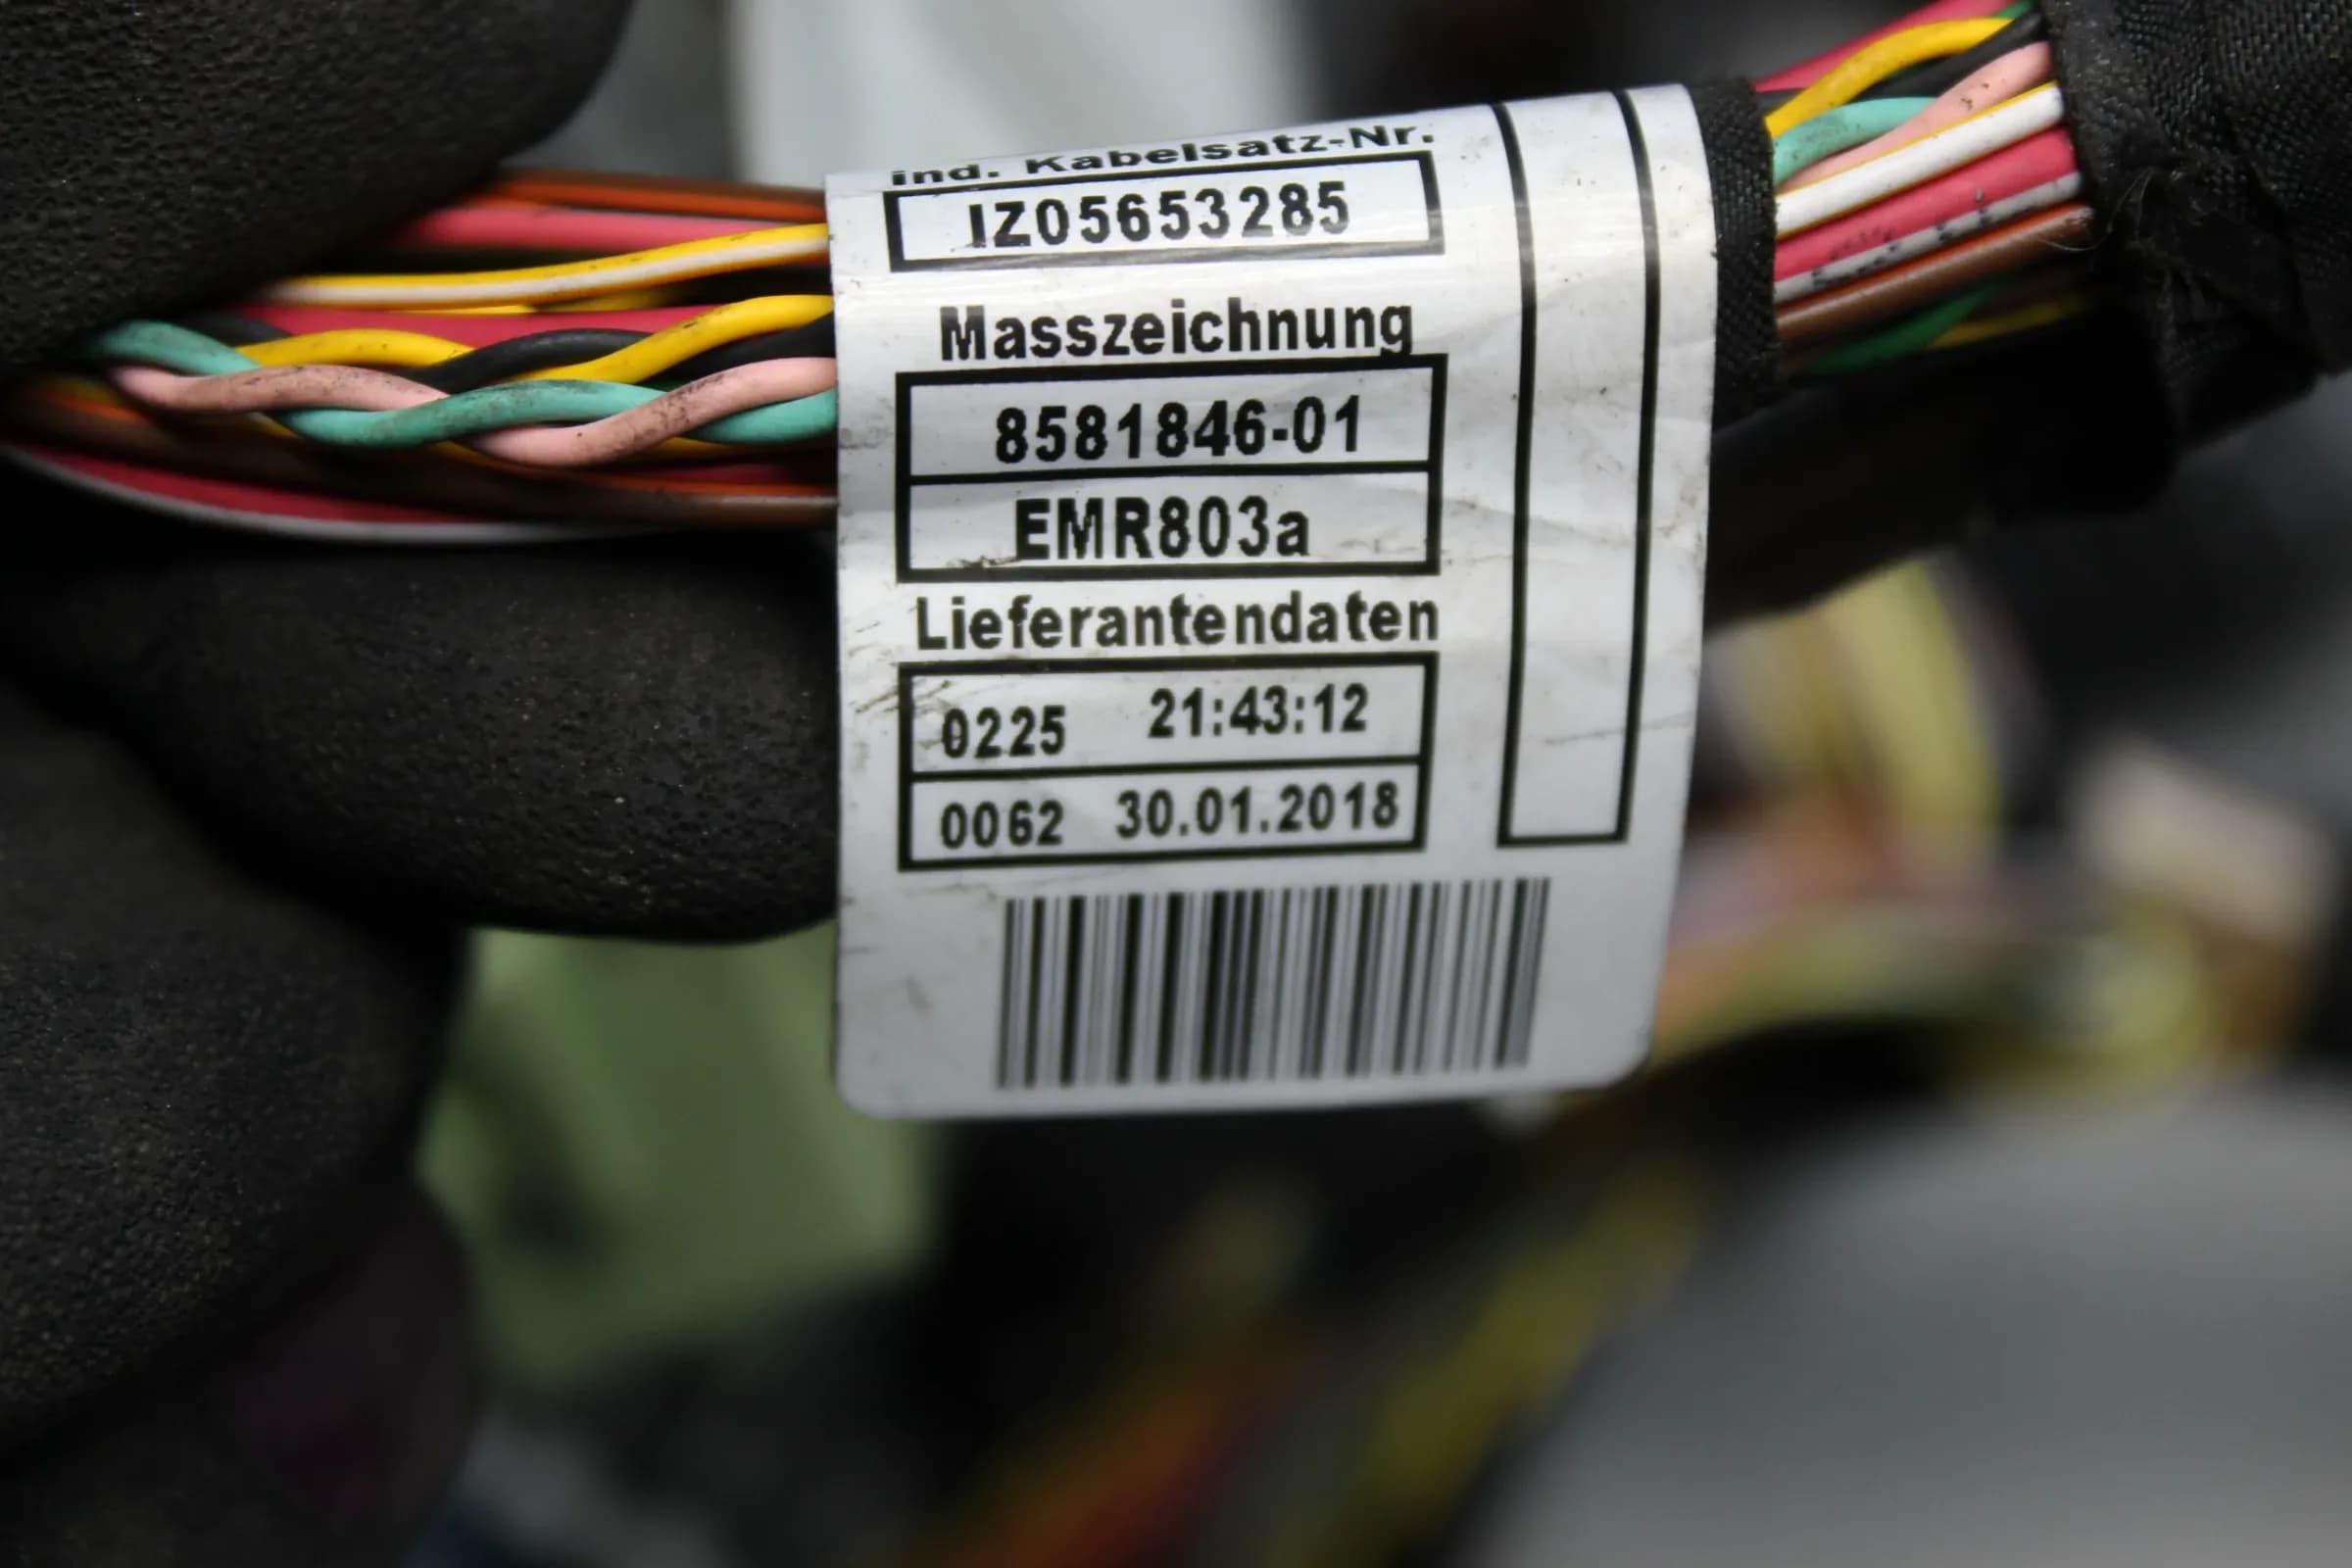 ind. Kabelsatz-Nr.
IZ05653285
Masszeichnung
8581846-01
EMR803a
Lieferantendaten
0225 21:43:12
0062 30.01.2018